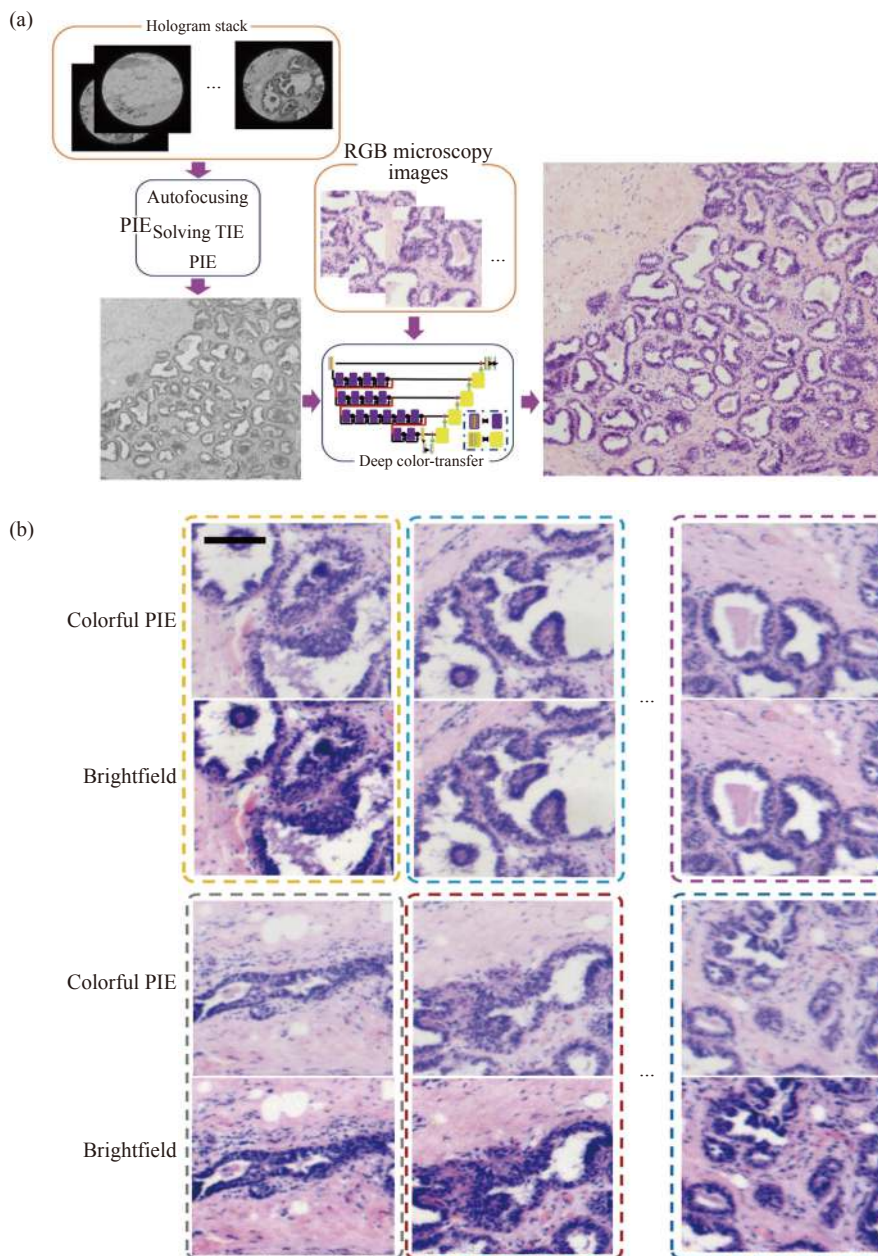 (a)
Hologram stack
...
Autofocusing
PIE Solving TIE
PIE
RGB microscopy
images
...
Deep color-transfer
(b)
Colorful PIE
...
Brightfield
Colorful PIE
...
Brightfield